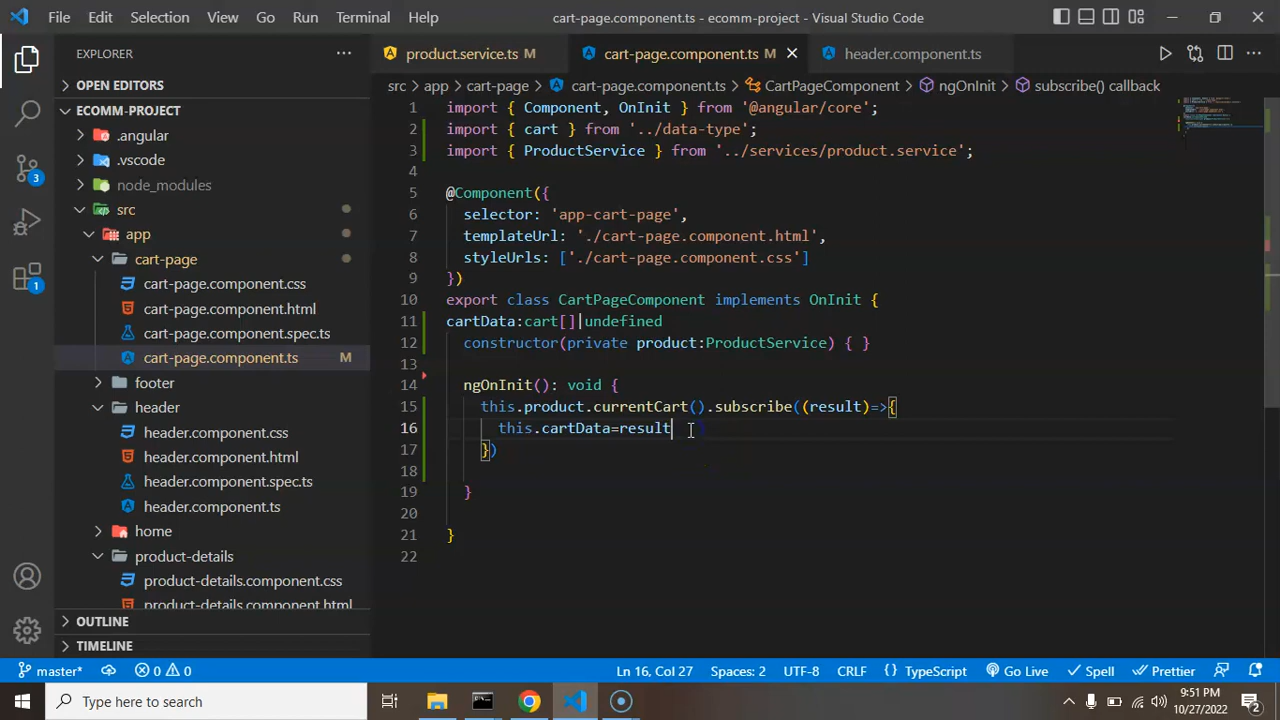 File Edit Selection View Go Run Terminal Help cart-page.component.ts - ecomm-project - Visual Studio Code
EXPLORER
OPEN EDITORS
ECOMM-PROJECT
.angular
.vscode
node_modules
src
app
cart-page
cart-page.component.css
cart-page.component.html
cart-page.component.spec.ts
cart-page.component.ts M
footer
header
header.component.css
header.component.html
header.component.spec.ts
header.component.ts
home
product-details
product-details.component.css
product-details.component.html
OUTLINE
TIMELINE
3
1
product.service.ts M cart-page.component.ts M header.component.ts
src > app > cart-page > cart-page.component.ts > CartPageComponent > ngOnInit > subscribe() callback
1 import { Component, OnInit } from '@angular/core';
2 import { cart } from '../data-type';
3 import { ProductService } from '../services/product.service';
4
5 @Component({
6 selector: 'app-cart-page',
7 templateUrl: './cart-page.component.html',
8 styleUrls: ['./cart-page.component.css']
9 })
10 export class CartPageComponent implements OnInit {
11 cartData:cart[]|undefined
12 constructor(private product:ProductService) { }
13
14 ngOnInit(): void {
15 this.product.currentCart().subscribe((result)=>{
16 this.cartData=result
17 })
18
19 }
20
21 }
22
master* 0 0 Ln 16, Col 27 Spaces: 2 UTF-8 CRLF TypeScript Go Live Spell Prettier
Type here to search
9:51 PM
10/27/2022
2